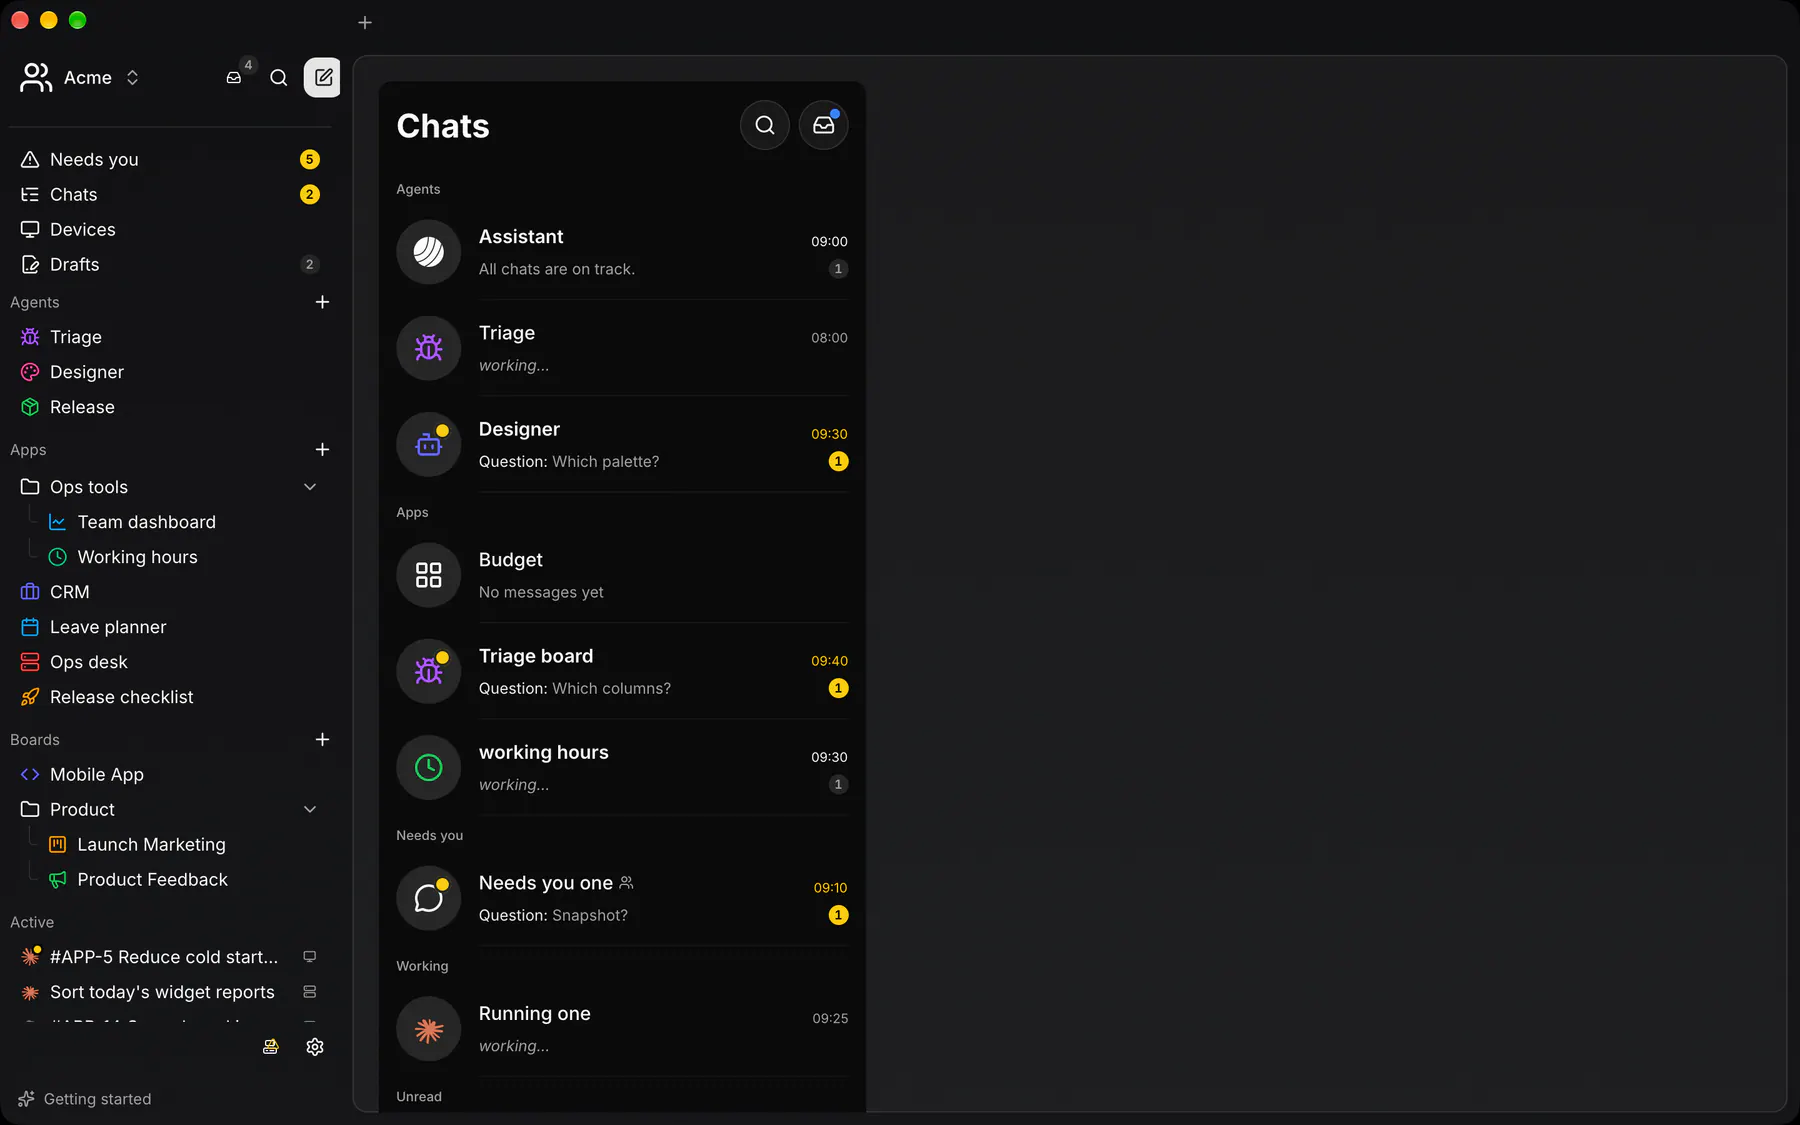 Acme
4
Needs you
5
Chats
2
Devices
Drafts
2
Agents
Triage
Designer
Release
Apps
Ops tools
Team dashboard
Working hours
CRM
Leave planner
Ops desk
Release checklist
Boards
Mobile App
Product
Launch Marketing
Product Feedback
Active
#APP-5 Reduce cold start...
Sort today's widget reports
Getting started
Chats
Agents
Assistant
09:00
All chats are on track.
1
Triage
08:00
working...
Designer
09:30
Question: Which palette?
1
Apps
Budget
No messages yet
Triage board
09:40
Question: Which columns?
1
working hours
09:30
working...
1
Needs you
Needs you one
09:10
Question: Snapshot?
1
Working
Running one
09:25
working...
Unread